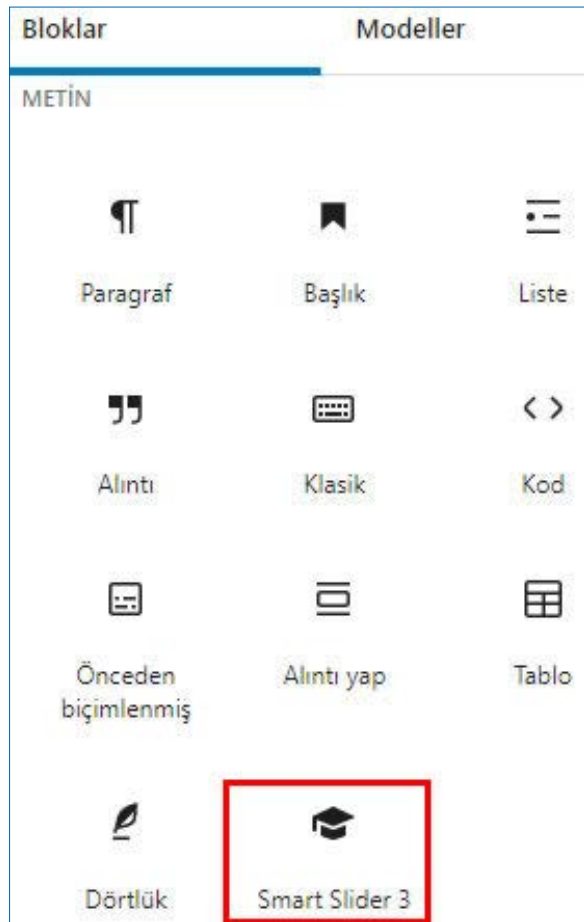 Bloklar Modeller
METİN
Paragraf Başlık Liste
Alıntı Klasik Kod
Önceden biçimlenmiş Alıntı yap Tablo
Dörtlük Smart Slider 3